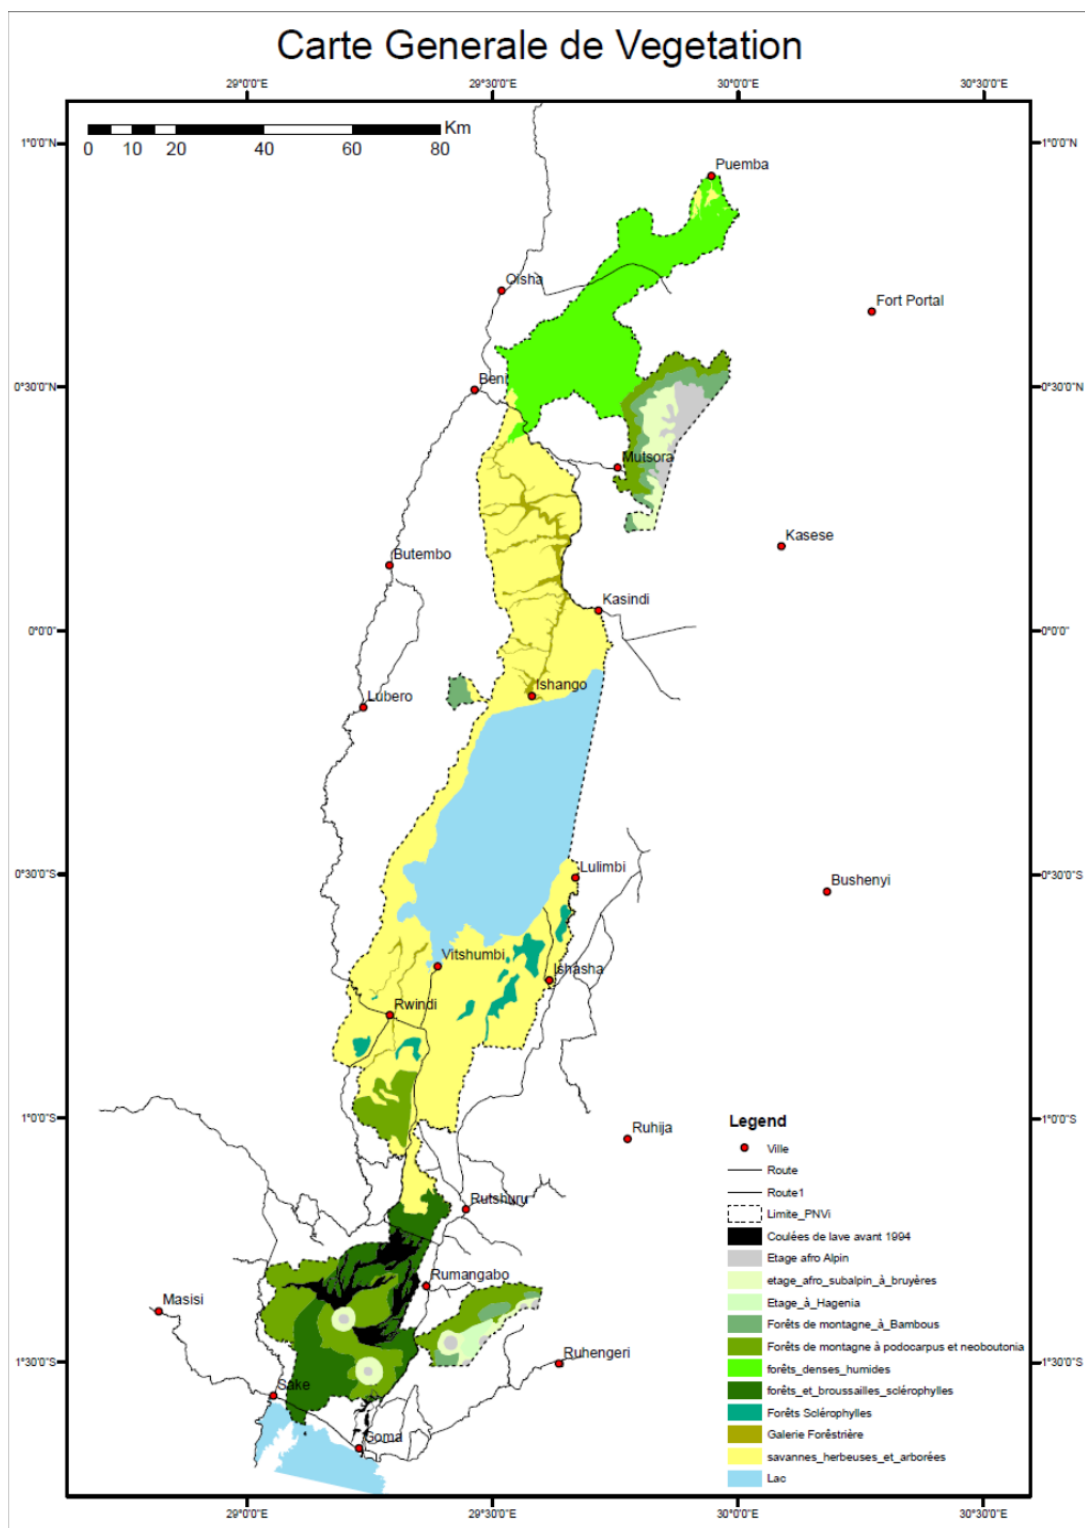 Carte Generale de Vegetation
29°0'0"E 29°30'0"E 30°0'0"E 30°30'0"E
Km
0 10 20 40 60 80
1°0'0"N 1°0'0"N
Puemba
Oisha
Fort Portal
0°30'0"N 0°30'0"N
Beni
Mutsora
Kasese
Butembo
Kasindi
0°0'0" 0°0'0"
Ishango
Lubero
Lulimbi
0°30'0"S 0°30'0"S
Bushenyi
Vitshumbi
Ishasha
Rwindi
1°0'0"S 1°0'0"S
Ruhija
Rutshuru
Rumangabo
Masisi
Ruhengeri
1°30'0"S 1°30'0"S
Sake
Goma
Legend
Ville
Route
Route1
Limite_PNVi
Coulées de lave avant 1994
Etage afro Alpin
etage_afro_subalpin_à_bruyères
Etage_à_Hagenia
Forêts de montagne_à_Bambous
Forêts de montagne à podocarpus et neoboutonia
forêts_denses_humides
forêts_et_broussailles_sclérophylles
Forêts Sclérophylles
Galerie Forêstrière
savannes_herbeuses_et_arborées
Lac
29°0'0"E 29°30'0"E 30°0'0"E 30°30'0"E